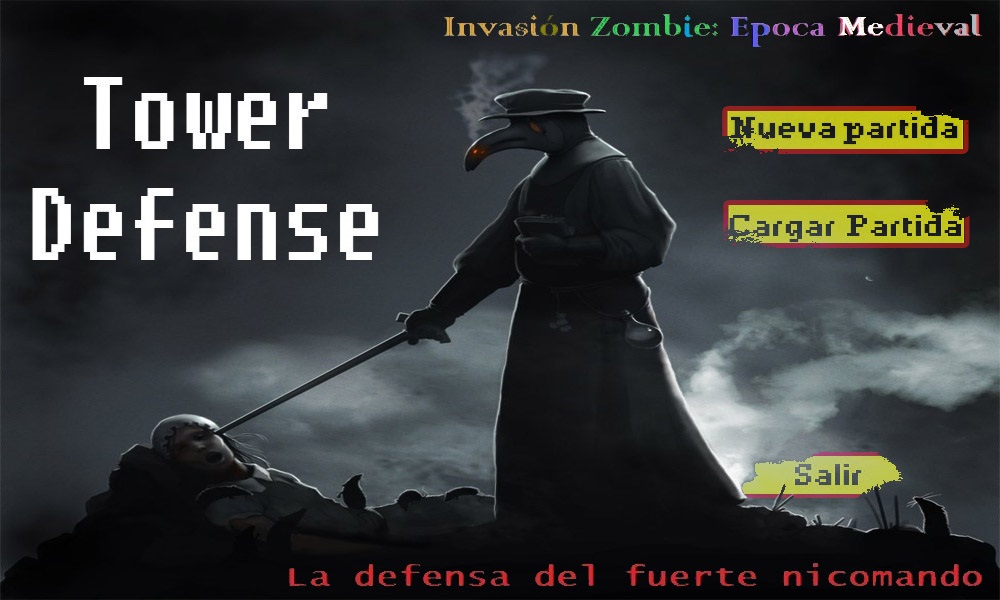 Invasión Zombie: Epoca Medieval
Tower
Defense
Nueva partida
Cargar Partida
Salir
La defensa del fuerte nicomando